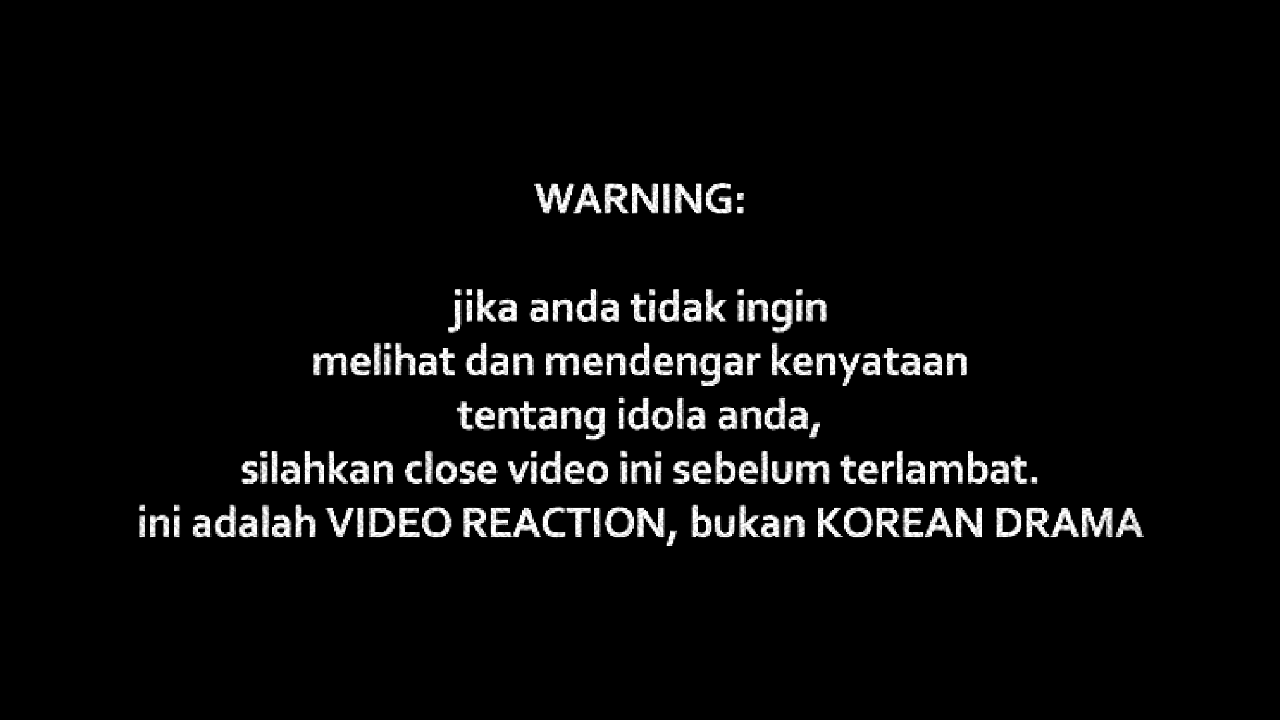 WARNING:
jika anda tidak ingin
melihat dan mendengar kenyataan
tentang idola anda,
silahkan close video ini sebelum terlambat.
ini adalah VIDEO REACTION, bukan KOREAN DRAMA